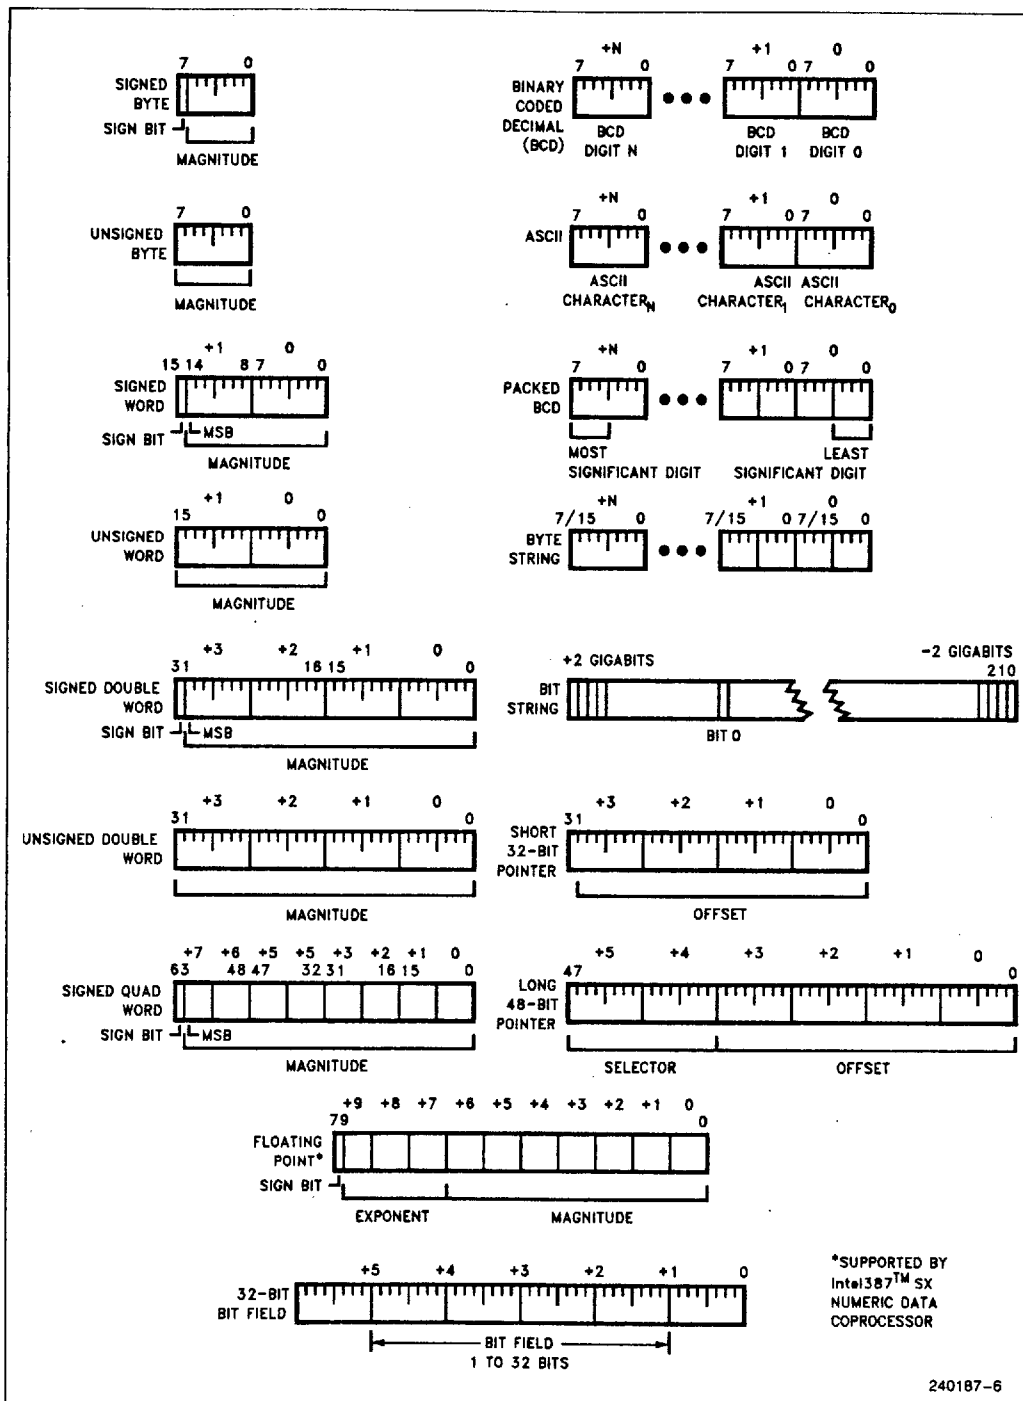 7 0
SIGNED
BYTE
SIGN BIT
MAGNITUDE
+N +1 0
7 0 7 0 7 0
BINARY
CODED
DECIMAL
(BCD)
BCD
DIGIT N
BCD
DIGIT 1
BCD
DIGIT 0
7 0
UNSIGNED
BYTE
MAGNITUDE
+N +1 0
7 0 7 0 7 0
ASCII
ASCII
CHARACTER_N
ASCII
CHARACTER_1
ASCII
CHARACTER_0
+1 0
15 14 8 7 0
SIGNED
WORD
SIGN BIT MSB
MAGNITUDE
+N +1 0
7 0 7 0 7 0
PACKED
BCD
MOST
SIGNIFICANT DIGIT
LEAST
SIGNIFICANT DIGIT
+1 0
15 0
UNSIGNED
WORD
MAGNITUDE
+N +1 0
7/15 0 7/15 0 7/15 0
BYTE
STRING
+3 +2 +1 0
31 16 15 0
SIGNED DOUBLE
WORD
SIGN BIT MSB
MAGNITUDE
+2 GIGABITS -2 GIGABITS
210
BIT
STRING
BIT 0
+3 +2 +1 0
31 0
UNSIGNED DOUBLE
WORD
MAGNITUDE
+3 +2 +1 0
31 0
SHORT
32-BIT
POINTER
OFFSET
+7 +6 +5 +5 +3 +2 +1 0
63 48 47 32 31 16 15 0
SIGNED QUAD
WORD
SIGN BIT MSB
MAGNITUDE
+5 +4 +3 +2 +1 0
47 0
LONG
48-BIT
POINTER
SELECTOR OFFSET
+9 +8 +7 +6 +5 +4 +3 +2 +1 0
79 0
FLOATING
POINT*
SIGN BIT
EXPONENT MAGNITUDE
+5 +4 +3 +2 +1 0
32-BIT
BIT FIELD
BIT FIELD
1 TO 32 BITS
*SUPPORTED BY
Intel387™ SX
NUMERIC DATA
COPROCESSOR
240187-6